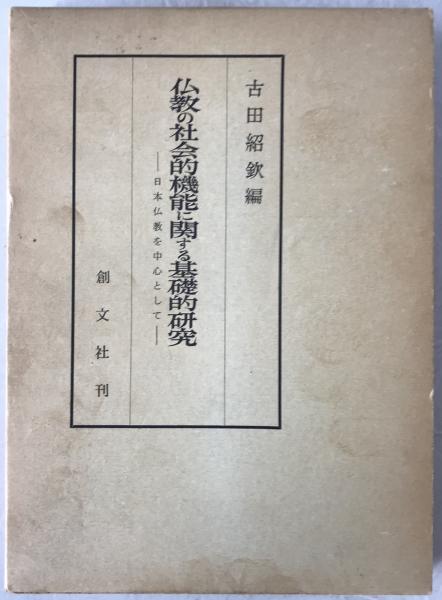 古田紹欽編
仏教の社会的機能に関する基礎的研究
―日本仏教を中心として―
創文社刊